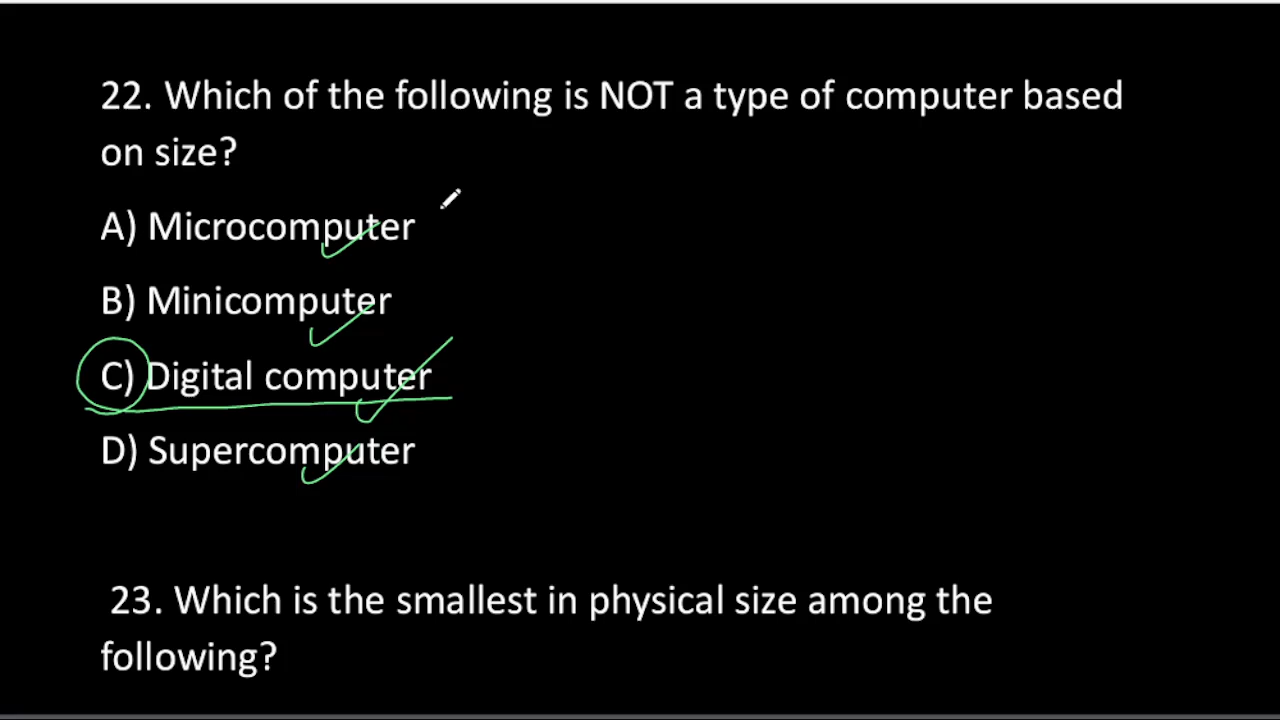 22. Which of the following is NOT a type of computer based
on size?
A) Microcomputer
B) Minicomputer
C) Digital computer
D) Supercomputer
23. Which is the smallest in physical size among the
following?